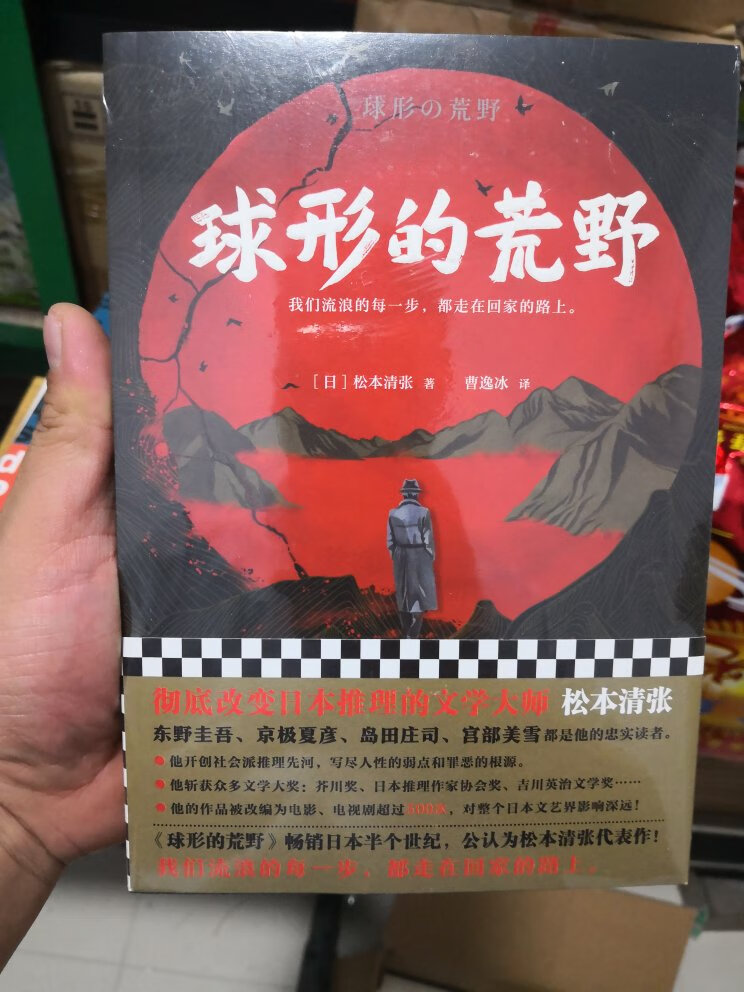 球形の荒野
球形的荒野
我们流浪的每一步，都走在回家的路上。
［日］松本清张 著 曹逸冰 译
彻底改变日本推理的文学大师 松本清张
东野圭吾、京极夏彦、岛田庄司、宫部美雪都是他的忠实读者。
●他开创社会派推理先河，写尽人性的弱点和罪恶的根源。
●他斩获众多文学大奖：芥川奖、日本推理作家协会奖、吉川英治文学奖……
●他的作品被改编为电影、电视剧超过500次，对整个日本文艺界影响深远！
《球形的荒野》畅销日本半个世纪，公认为松本清张代表作！
我们流浪的每一步，都走在回家的路上。